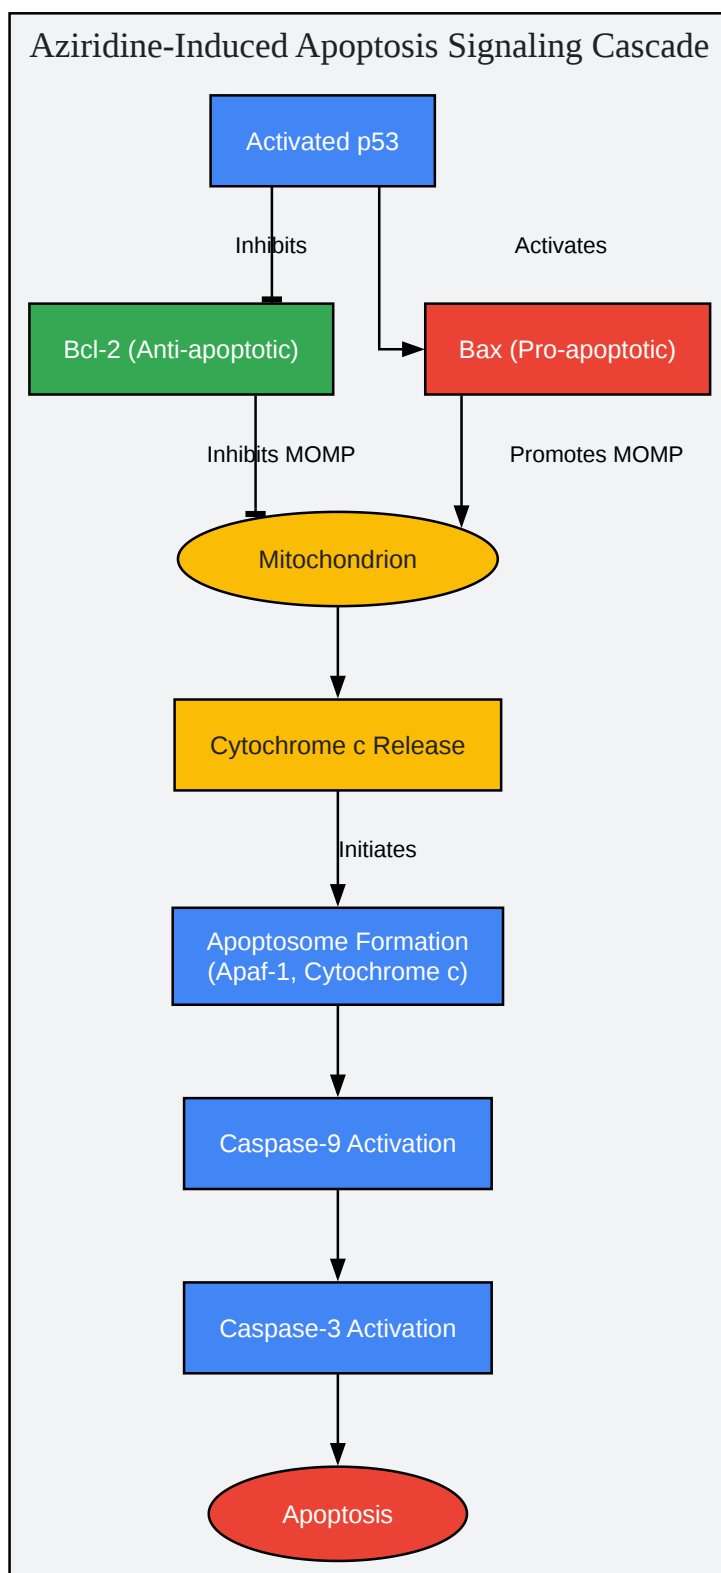 Aziridine-Induced Apoptosis Signaling Cascade
Activated p53
Inhibits
Activates
Bcl-2 (Anti-apoptotic)
Bax (Pro-apoptotic)
Inhibits MOMP
Promotes MOMP
Mitochondrion
Cytochrome c Release
Initiates
Apoptosome Formation
(Apaf-1, Cytochrome c)
Caspase-9 Activation
Caspase-3 Activation
Apoptosis